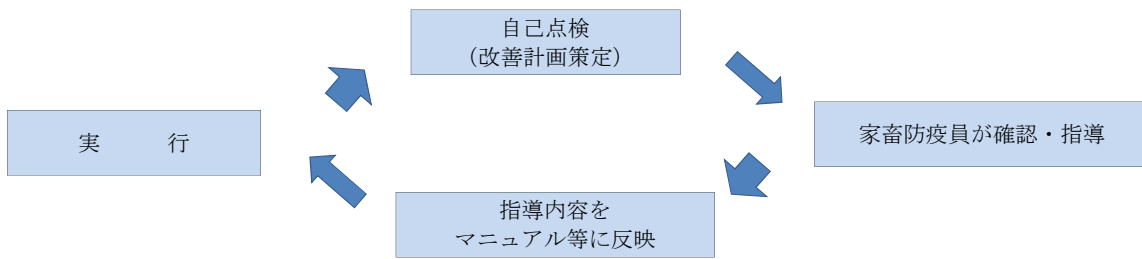 自己点検
（改善計画策定）
家畜防疫員が確認・指導
指導内容を
マニュアル等に反映
実　　　行